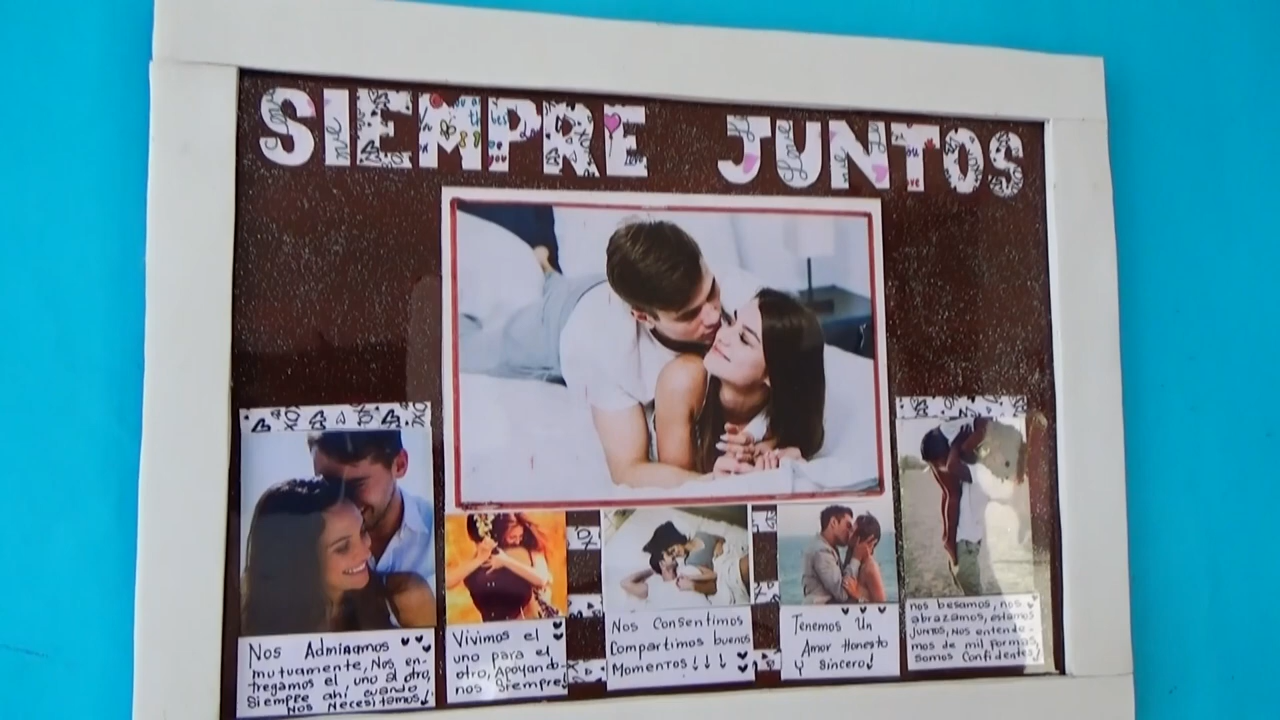 SIEMPRE JUNTOS
Nos Admiramos
mutuamente, Nos en-
tregamos el uno al otro,
Siempre ahí cuando
Nos Necesitamos!
Vivimos el
uno para el
otro, Apoyando-
nos Siempre!
Nos Consentimos
Compartimos buenos
Momentos!
Tenemos Un
Amor Honesto
y Sincero!
nos besamos, nos
abrazamos, estamos
Juntos, Nos entende-
mos de mil formas,
somos Confidentes!